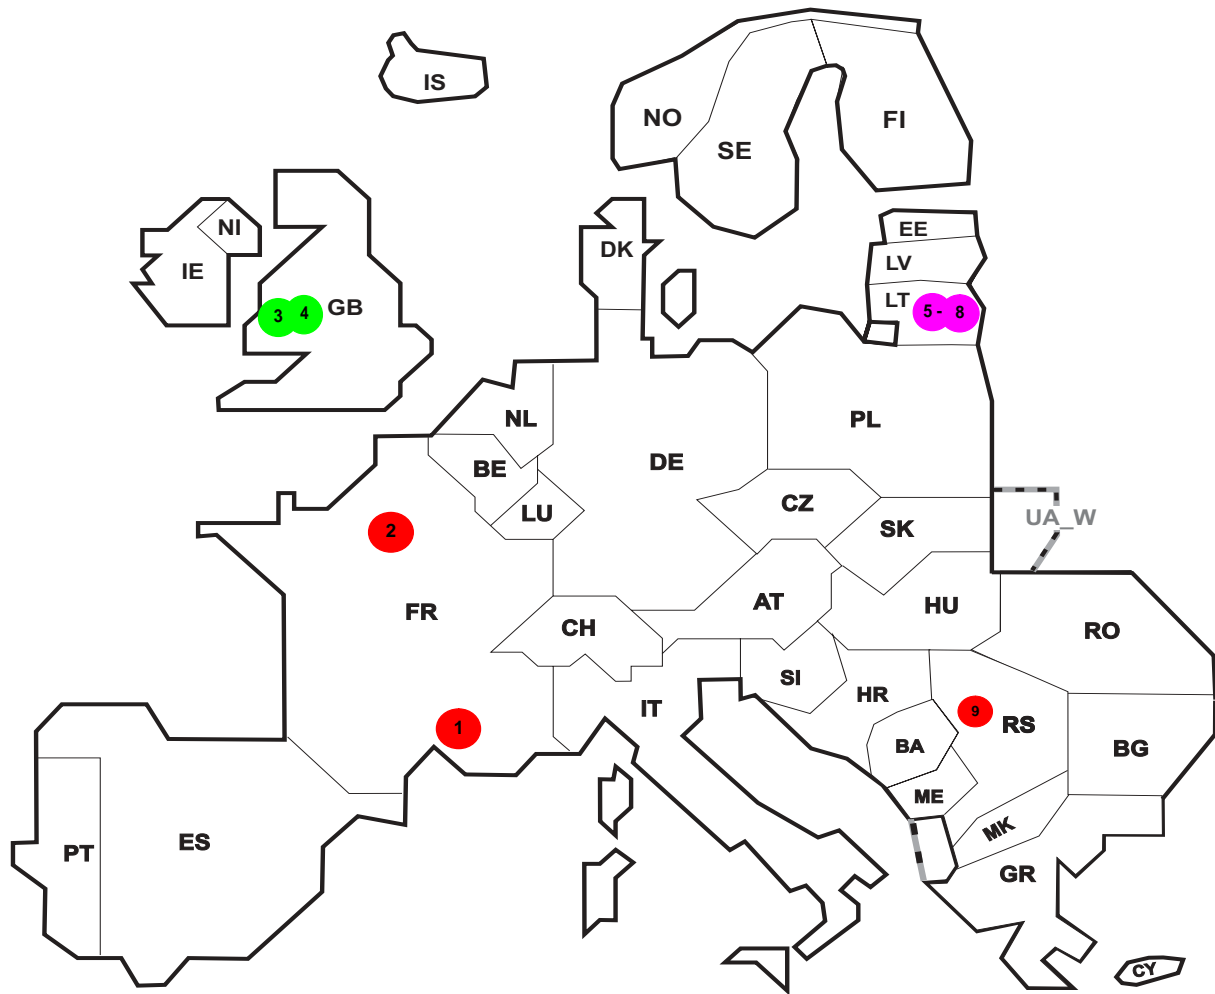 IS
NO
SE
FI
NI
IE
GB
3 4
DK
EE
LV
LT
5 - 8
NL
BE
LU
DE
PL
CZ
SK
UA_W
2
FR
CH
AT
HU
RO
SI
HR
IT
1
9
RS
BA
BG
ME
MK
PT
ES
GR
CY